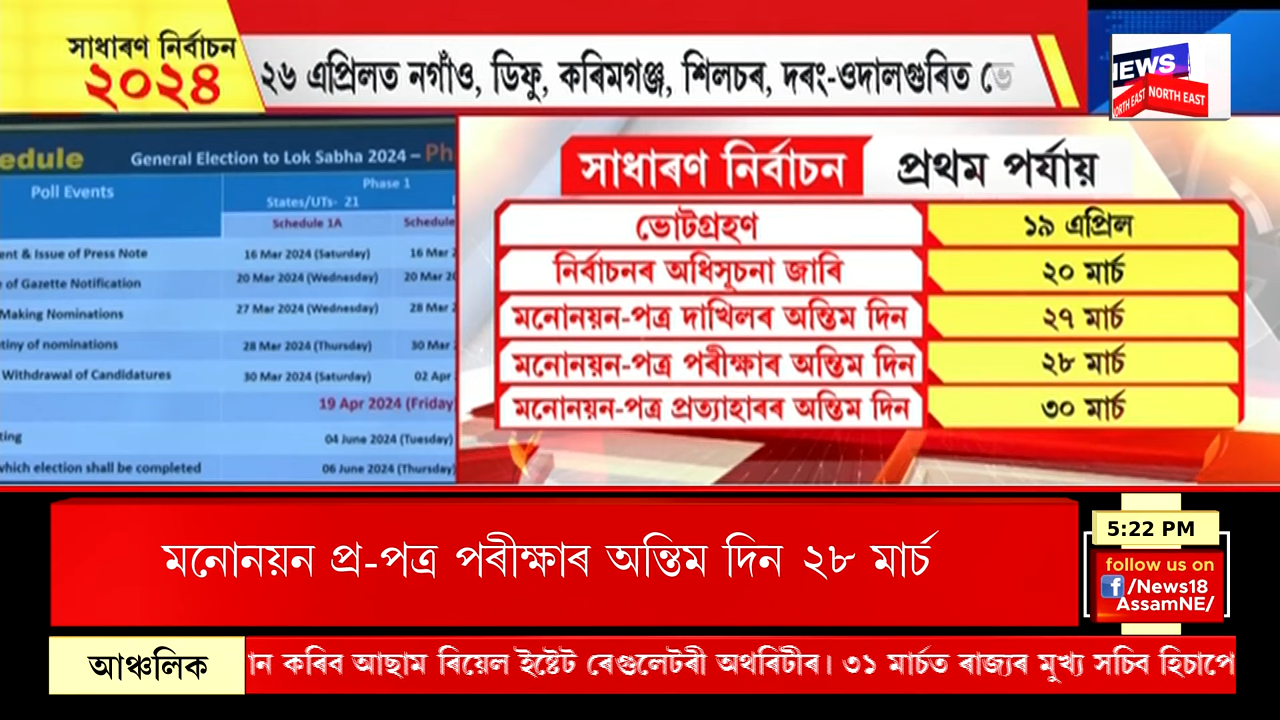 সাধাৰণ নিৰ্বাচন
২০২৪
২৬ এপ্ৰিলত নগাঁও, ডিফু, কৰিমগঞ্জ, শিলচৰ, দৰং-ওদালগুৰিত ভে
NEWS
NORTH EAST NORTH EAST
edule General Election to Lok Sabha 2024 – Ph
Poll Events Phase 1
States/UTs- 21
Schedule 1A Schedule
ent & Issue of Press Note 16 Mar 2024 (Saturday) 16 Mar
of Gazette Notification 20 Mar 2024 (Wednesday) 20 Mar 20
Making Nominations 27 Mar 2024 (Wednesday) 28 Mar
tiny of nominations 28 Mar 2024 (Thursday) 30 Mar
Withdrawal of Candidatures 30 Mar 2024 (Saturday) 02 Apr
19 Apr 2024 (Friday
ting 04 June 2024 (Tuesday)
which election shall be completed 06 June 2024 (Thursday)
সাধাৰণ নিৰ্বাচন প্ৰথম পৰ্যায়
ভোটগ্ৰহণ ১৯ এপ্ৰিল
নিৰ্বাচনৰ অধিসূচনা জাৰি ২০ মাৰ্চ
মনোনয়ন-পত্ৰ দাখিলৰ অন্তিম দিন ২৭ মাৰ্চ
মনোনয়ন-পত্ৰ পৰীক্ষাৰ অন্তিম দিন ২৮ মাৰ্চ
মনোনয়ন-পত্ৰ প্ৰত্যাহাৰৰ অন্তিম দিন ৩০ মাৰ্চ
মনোনয়ন প্ৰ-পত্ৰ পৰীক্ষাৰ অন্তিম দিন ২৮ মাৰ্চ
5:22 PM
follow us on
f/News18
AssamNE/
আঞ্চলিক
ান কৰিব আছাম ৰিয়েল ইষ্টেট ৰেগুলেটৰী অথৰিটীৰ। ৩১ মাৰ্চত ৰাজ্যৰ মুখ্য সচিব হিচাপে